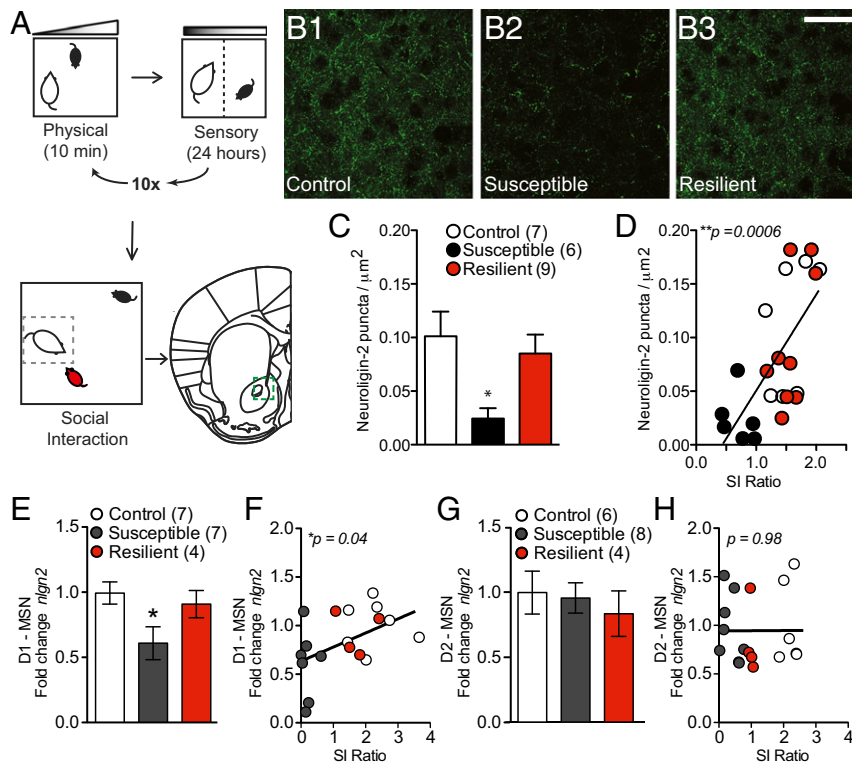 A
Physical
(10 min)
Sensory
(24 hours)
10x
Social
Interaction
B1
Control
B2
Susceptible
B3
Resilient
C
Control (7)
Susceptible (6)
Resilient (9)
Neuroligin-2 puncta / μm2
0.20
0.15
0.10
0.05
0.00
*
D
**p =0.0006
Neuroligin-2 puncta / μm2
0.20
0.15
0.10
0.05
0.00
0.0
1.0
2.0
SI Ratio
E
Control (7)
Susceptible (7)
Resilient (4)
D1 - MSN
Fold change nlgn2
1.5
1.0
0.5
0.0
*
F
*p = 0.04
D1 - MSN
Fold change nlgn2
2.0
1.5
1.0
0.5
0.0
0 1 2 3 4
SI Ratio
G
Control (6)
Susceptible (8)
Resilient (4)
D2 - MSN
Fold change nlgn2
1.5
1.0
0.5
0.0
H
p = 0.98
D2 - MSN
Fold change nlgn2
2.0
1.5
1.0
0.5
0.0
0 1 2 3 4
SI Ratio